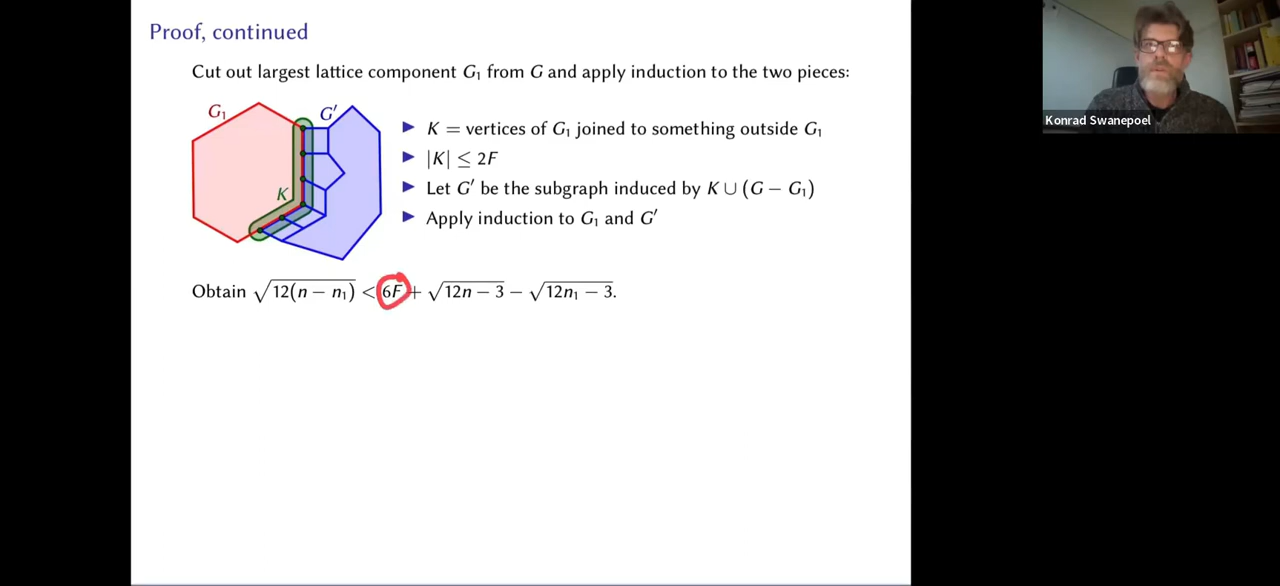 Proof, continued
Cut out largest lattice component G₁ from G and apply induction to the two pieces:
G₁
G′
K
▶ K = vertices of G₁ joined to something outside G₁
▶ |K| ≤ 2F
▶ Let G′ be the subgraph induced by K ∪ (G − G₁)
▶ Apply induction to G₁ and G′
Obtain √12(n − n₁) < 6F + √12n − 3 − √12n₁ − 3.
Konrad Swanepoel